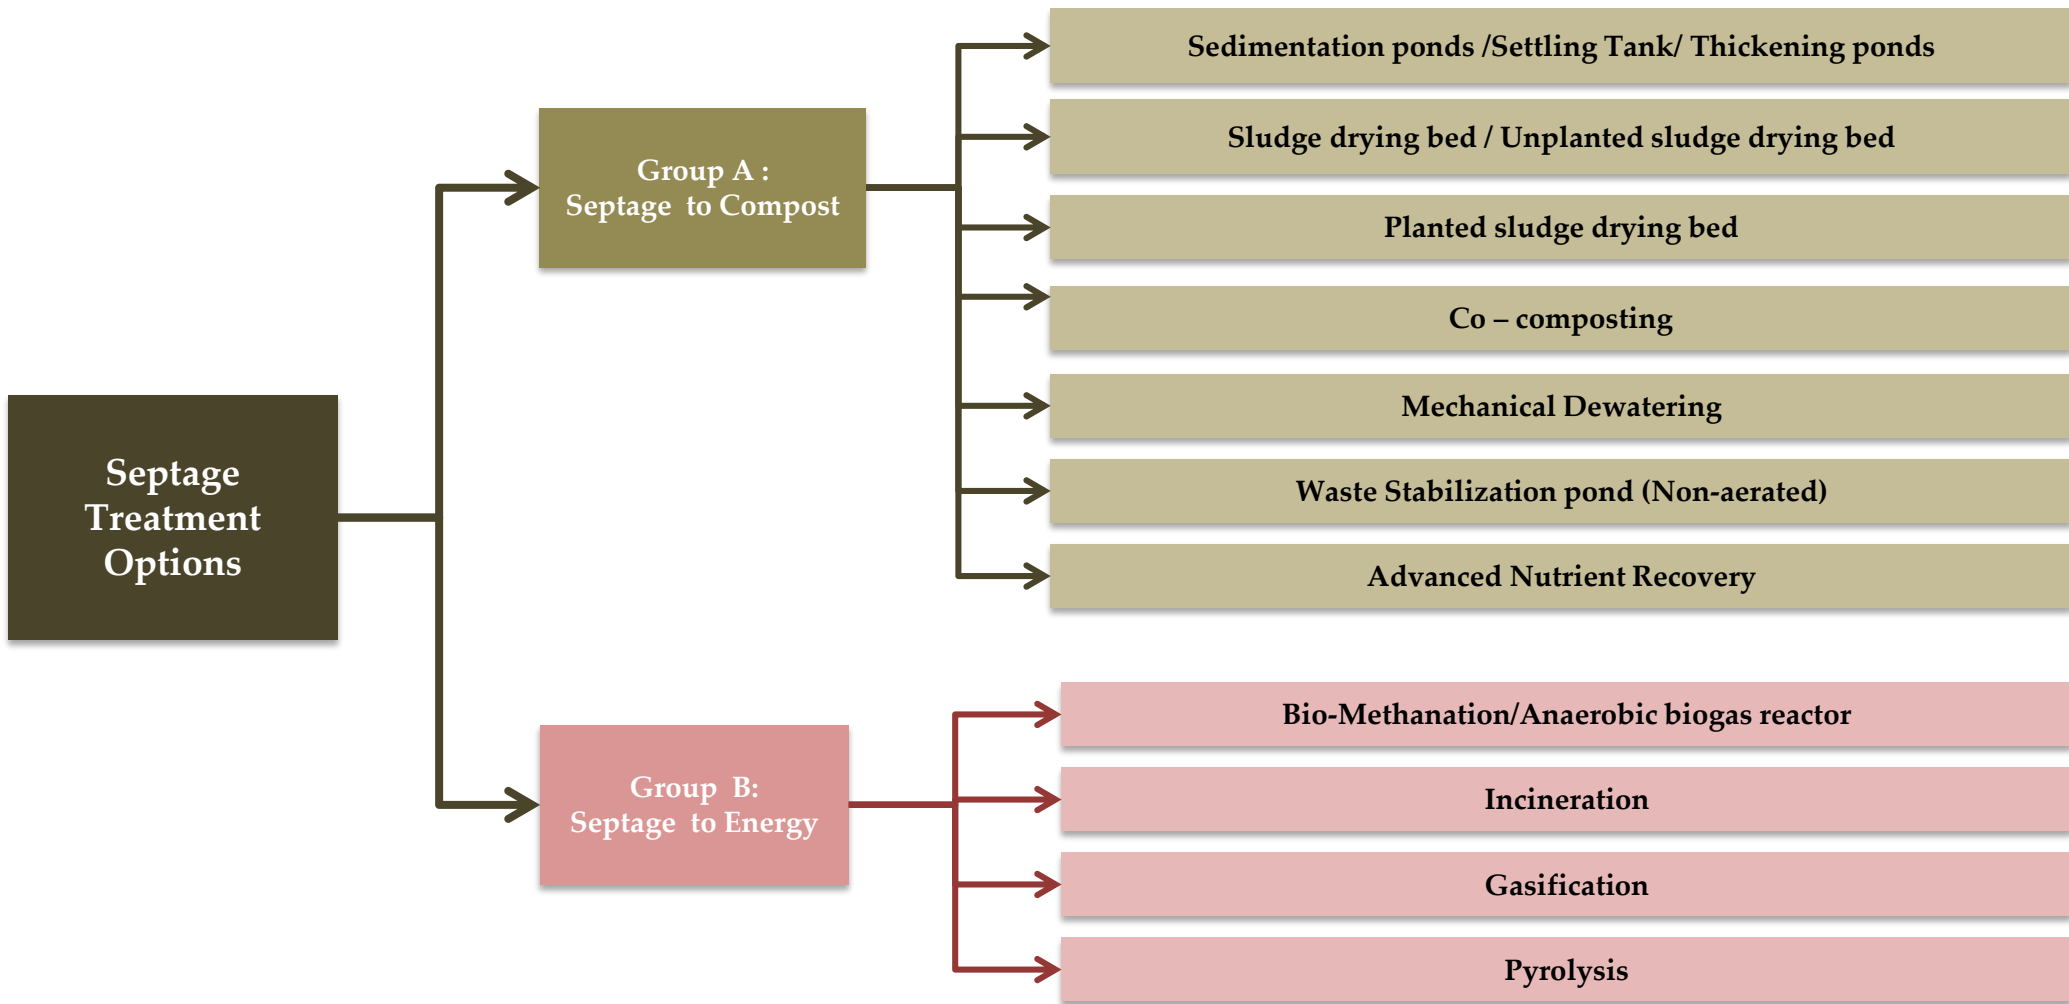 Septage
Treatment
Options
Group A :
Septage to Compost
Sedimentation ponds /Settling Tank/ Thickening ponds
Sludge drying bed / Unplanted sludge drying bed
Planted sludge drying bed
Co – composting
Mechanical Dewatering
Waste Stabilization pond (Non-aerated)
Advanced Nutrient Recovery
Group B:
Septage to Energy
Bio-Methanation/Anaerobic biogas reactor
Incineration
Gasification
Pyrolysis